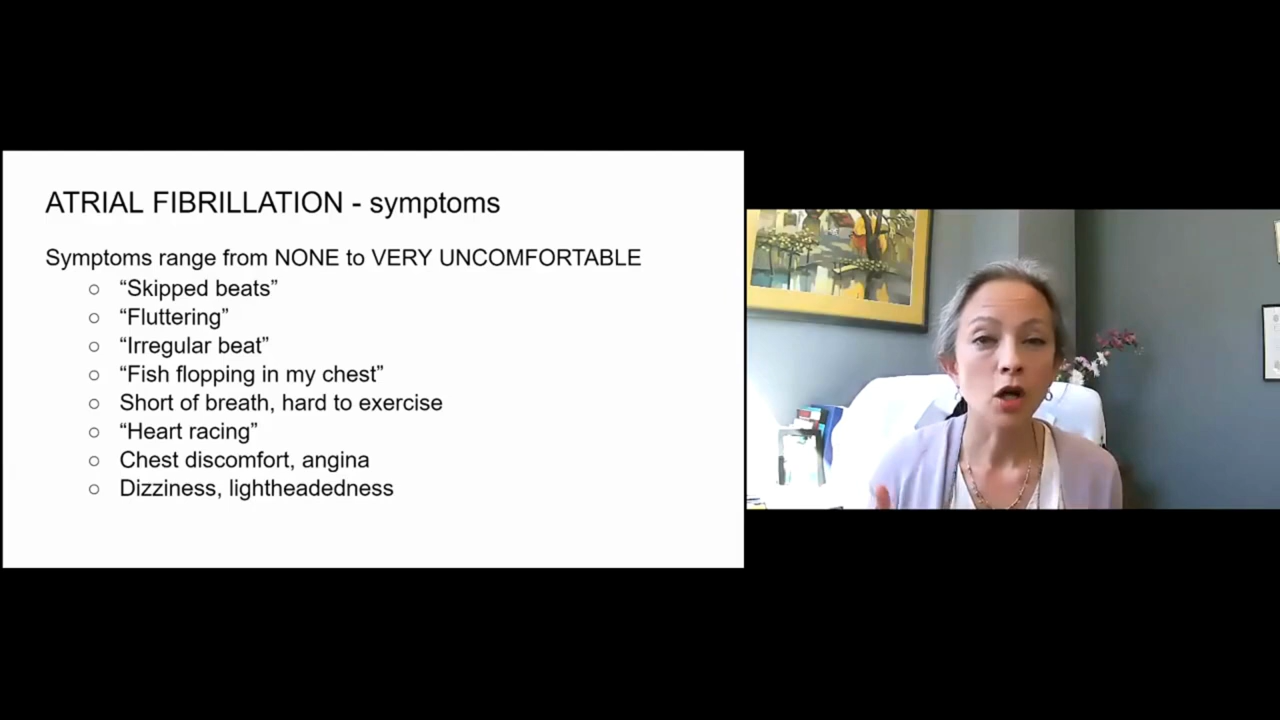 ATRIAL FIBRILLATION - symptoms
Symptoms range from NONE to VERY UNCOMFORTABLE
○ “Skipped beats”
○ “Fluttering”
○ “Irregular beat”
○ “Fish flopping in my chest”
○ Short of breath, hard to exercise
○ “Heart racing”
○ Chest discomfort, angina
○ Dizziness, lightheadedness